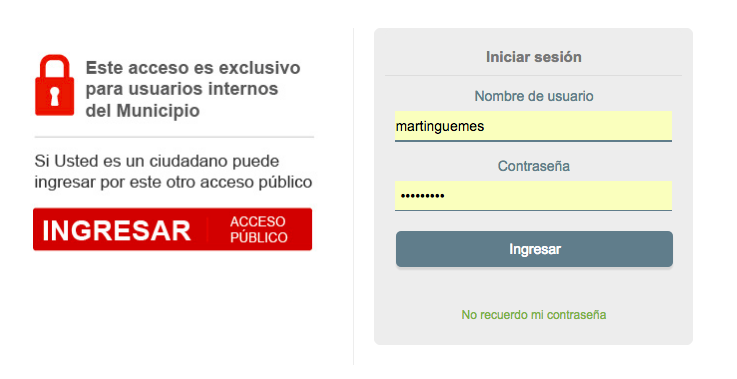 Este acceso es exclusivo
para usuarios internos
del Municipio
Si Usted es un ciudadano puede
ingresar por este otro acceso público
INGRESAR
ACCESO
PÚBLICO
Iniciar sesión
Nombre de usuario
martinguemes
Contraseña
•••••••••
Ingresar
No recuerdo mi contraseña